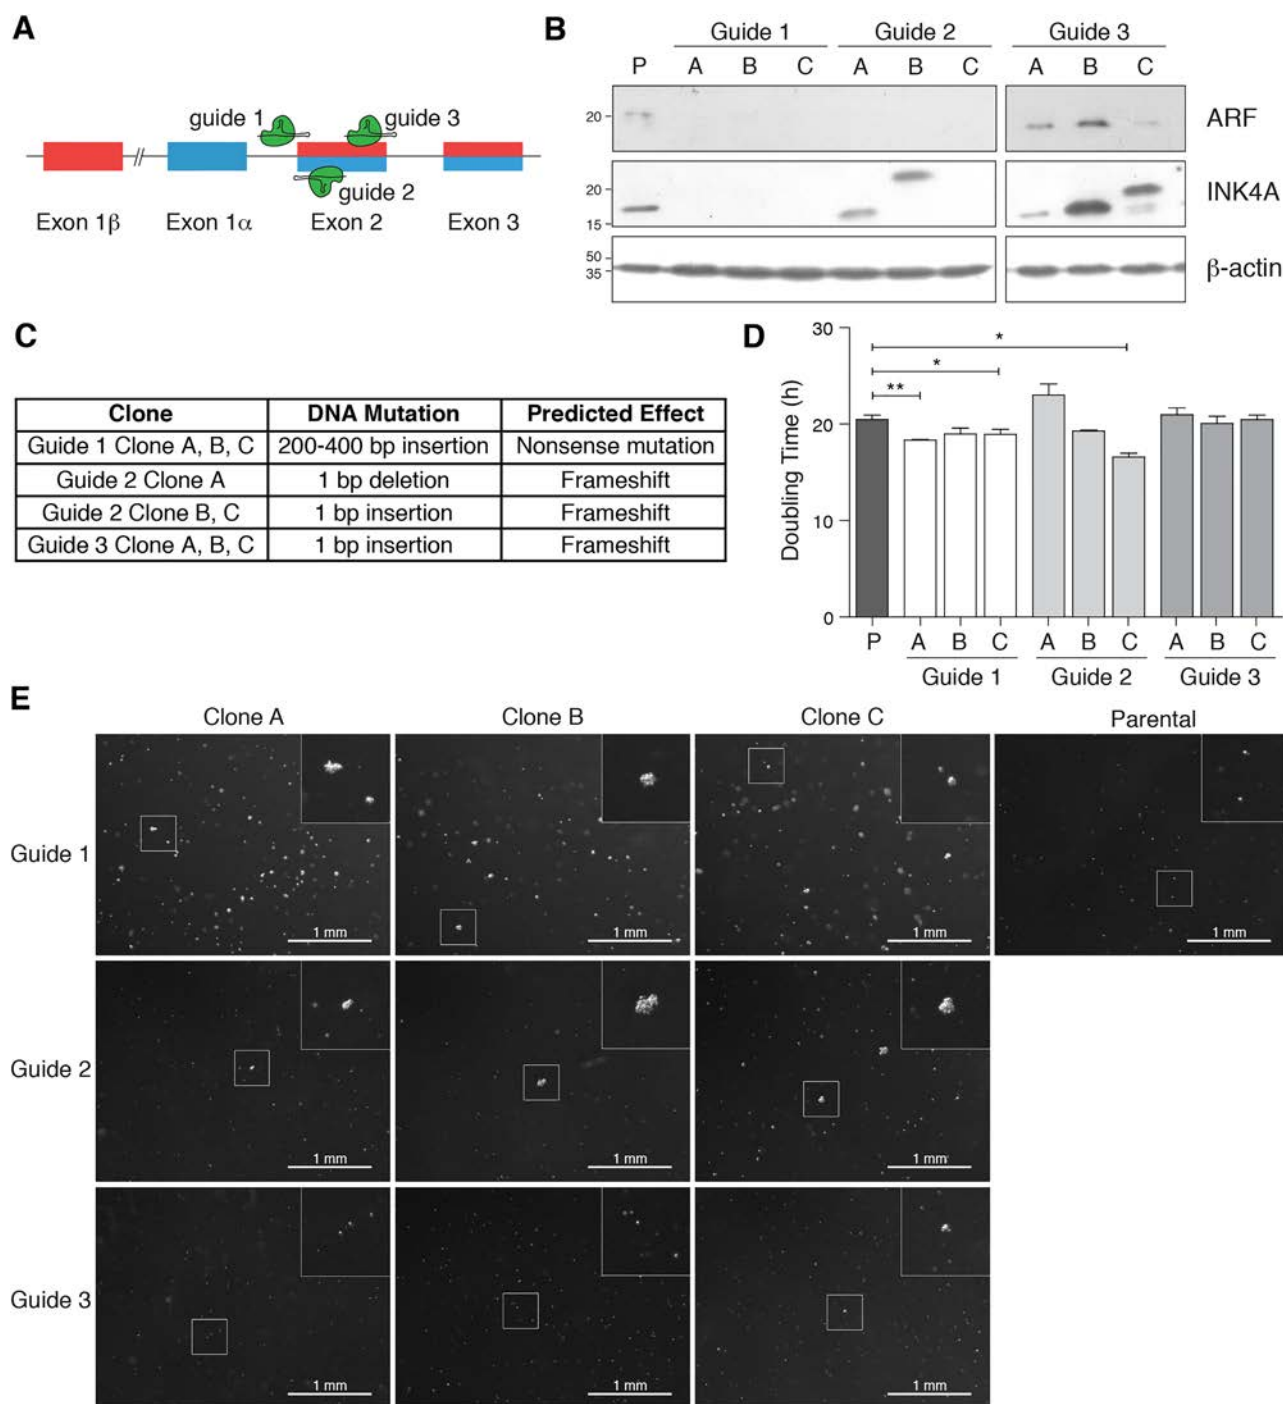 A
guide 1
guide 3
guide 2
Exon 1β
Exon 1α
Exon 2
Exon 3
B
Guide 1
Guide 2
Guide 3
P A B C A B C A B C
20
ARF
20
15
INK4A
50
35
β-actin
C
Clone DNA Mutation Predicted Effect
Guide 1 Clone A, B, C 200-400 bp insertion Nonsense mutation
Guide 2 Clone A 1 bp deletion Frameshift
Guide 2 Clone B, C 1 bp insertion Frameshift
Guide 3 Clone A, B, C 1 bp insertion Frameshift
D
Doubling Time (h)
30
20
10
0
*
*
**
P A B C A B C A B C
Guide 1 Guide 2 Guide 3
E
Clone A Clone B Clone C Parental
Guide 1
1 mm 1 mm 1 mm 1 mm
Guide 2
1 mm 1 mm 1 mm
Guide 3
1 mm 1 mm 1 mm